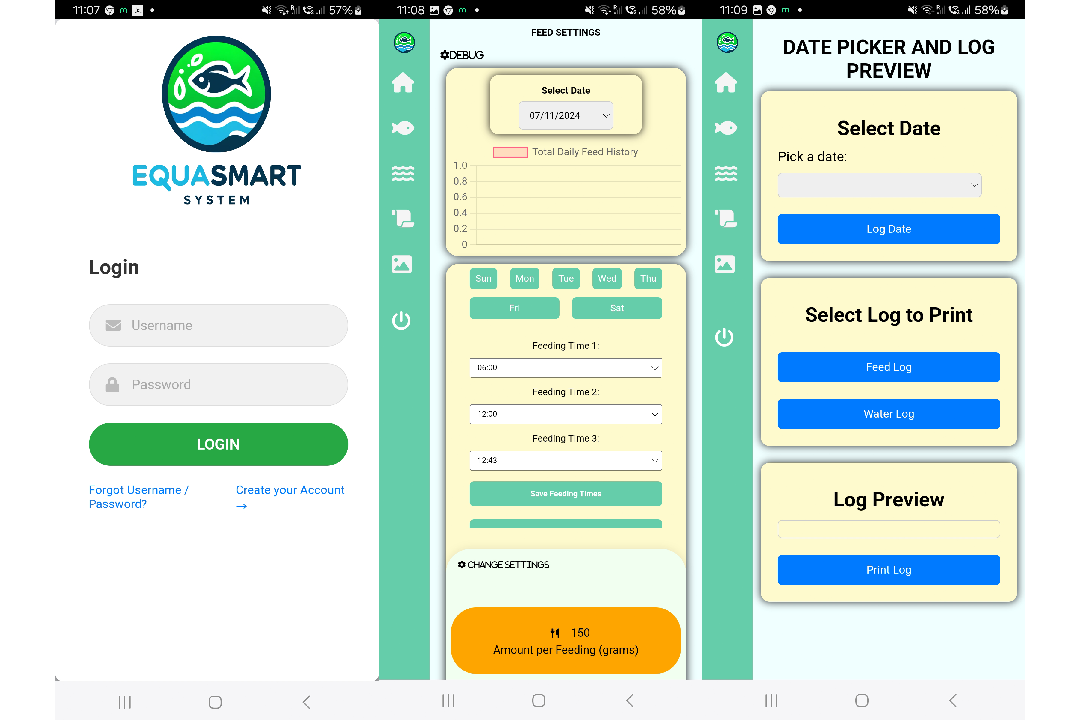 11:07
57%
EQUASMART
SYSTEM
Login
Username
Password
LOGIN
Forgot Username /
Password?
Create your Account
→
11:08
58%
FEED SETTINGS
DEBUG
Select Date
07/11/2024
Total Daily Feed History
1.0
0.8
0.6
0.4
0.2
0
Sun Mon Tue Wed Thu
Fri Sat
Feeding Time 1:
06:00
Feeding Time 2:
12:00
Feeding Time 3:
12:43
Save Feeding Times
CHANGE SETTINGS
150
Amount per Feeding (grams)
11:09
58%
DATE PICKER AND LOG
PREVIEW
Select Date
Pick a date:
Log Date
Select Log to Print
Feed Log
Water Log
Log Preview
Print Log